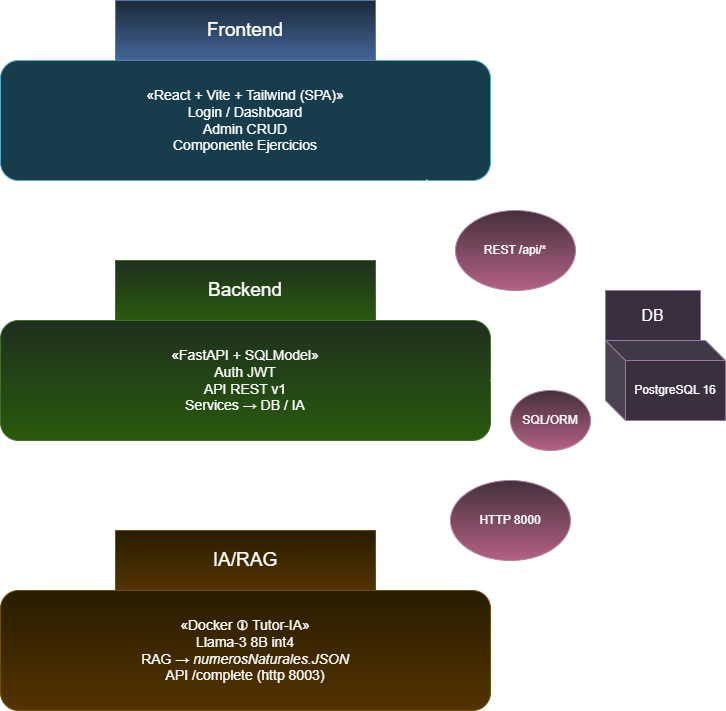 Frontend
«React + Vite + Tailwind (SPA)»
Login / Dashboard
Admin CRUD
Componente Ejercicios
REST /api/*
Backend
«FastAPI + SQLModel»
Auth JWT
API REST v1
Services → DB / IA
DB
PostgreSQL 16
SQL/ORM
HTTP 8000
IA/RAG
«Docker ① Tutor-IA»
Llama-3 8B int4
RAG → numerosNaturales.JSON
API /complete (http 8003)